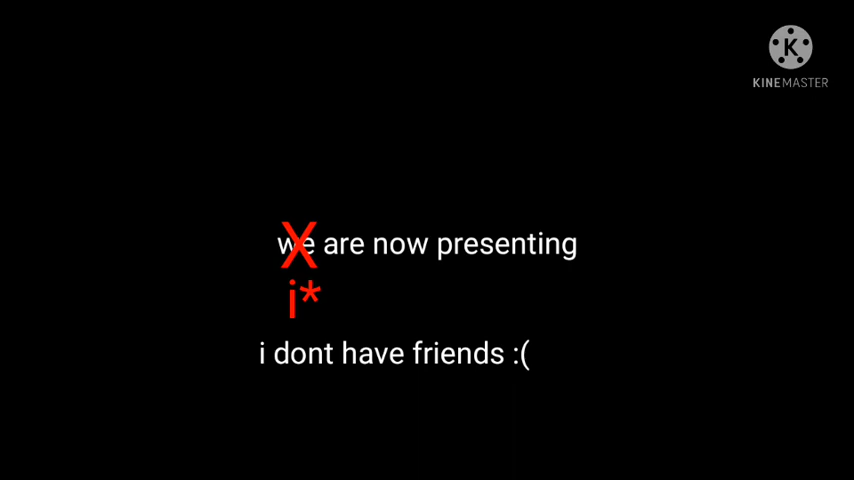 K
KINEMASTER
we are now presenting
X
i*
i dont have friends :(